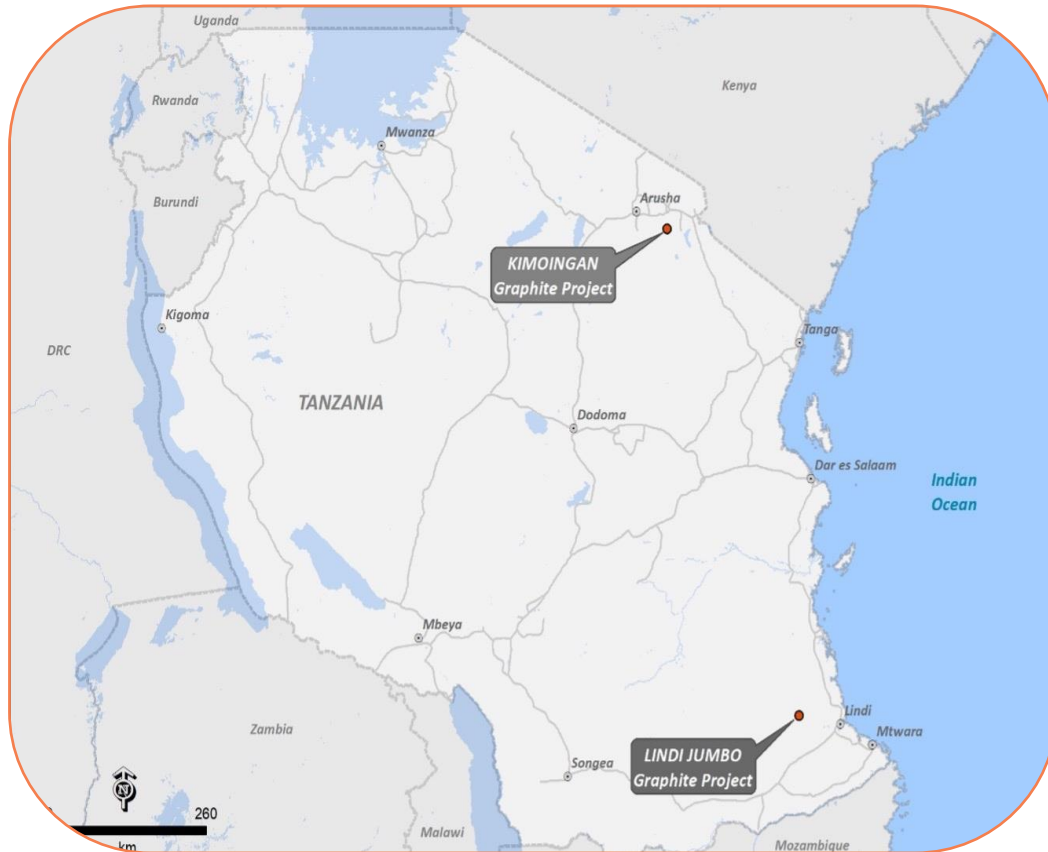 Uganda
Kenya
Rwanda
Mwanza
Burundi
Arusha
KIMOINGAN
Graphite Project
Kigoma
Tanga
DRC
TANZANIA
Dodoma
Dar es Salaam
Indian
Ocean
Mbeya
Lindi
Zambia
Mtwara
LINDI JUMBO
Graphite Project
Songea
N
260
km
Malawi
Mozambique